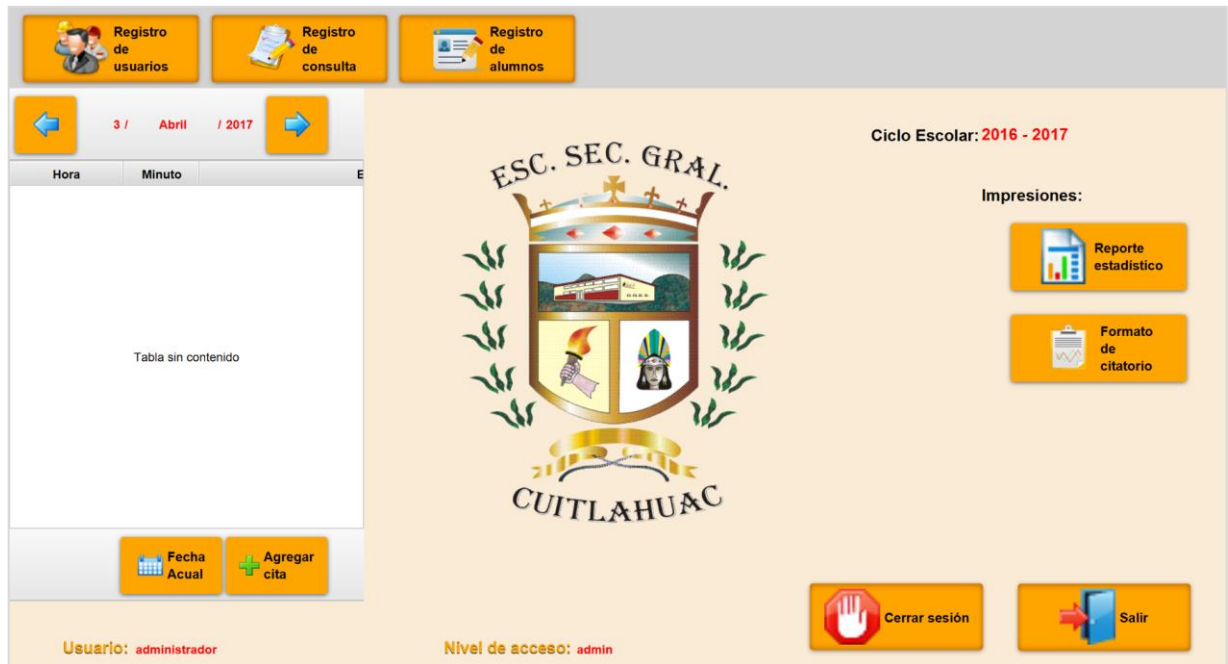 Registro
de
usuarios
Registro
de
consulta
Registro
de
alumnos
3 / Abril / 2017
Hora Minuto E
Tabla sin contenido
Fecha
Acual
Agregar
cita
ESC. SEC. GRAL.
CUITLAHUAC
Ciclo Escolar: 2016 - 2017
Impresiones:
Reporte
estadístico
Formato
de
citatorio
Cerrar sesión
Salir
Usuario: administrador
Nivel de acceso: admin